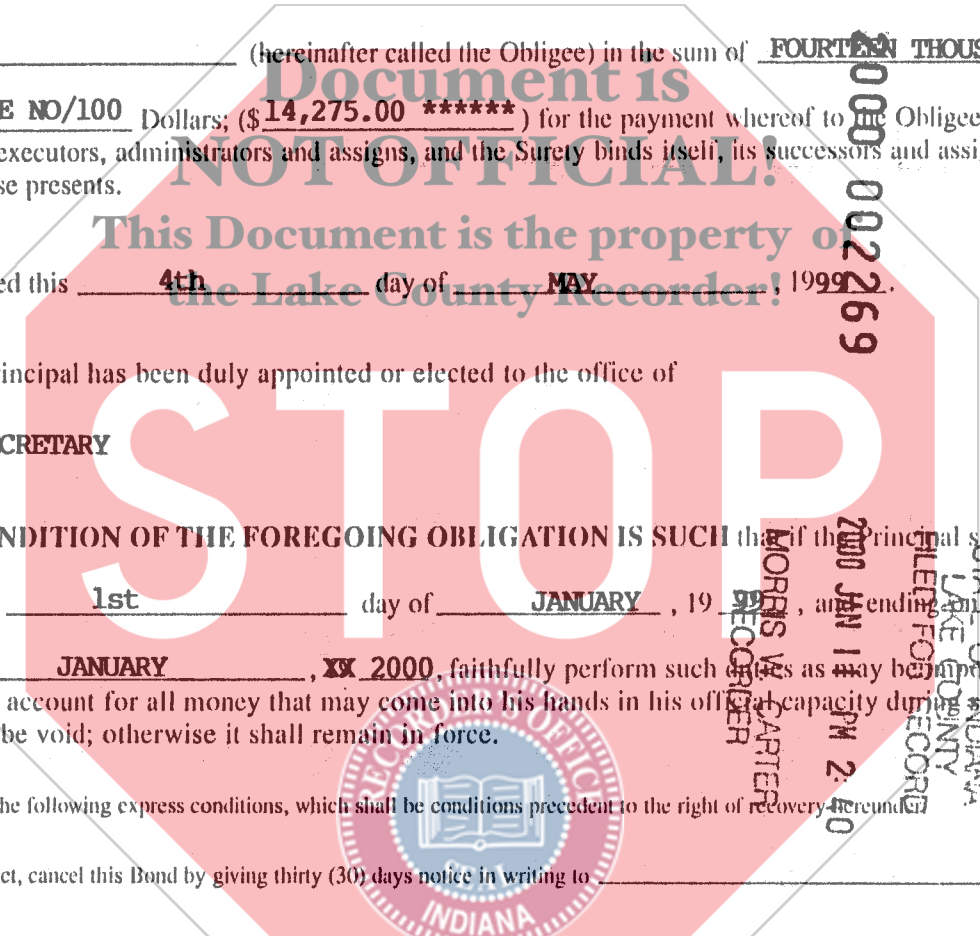 (hereinafter called the Obligee) in the sum of FOURTEEN THOUS
E NO/100 Dollars; ($14,275.00 ******) for the payment whereof to the Obligee
executors, administrators and assigns, and the Surety binds itself, its successors and assi
se presents.
ed this 4th day of MAY, 1999.
rincipal has been duly appointed or elected to the office of
CRETARY
NDITION OF THE FOREGOING OBLIGATION IS SUCH that if the Principal s
1st day of JANUARY, 19 99, and ending on
JANUARY, XX 2000, faithfully perform such duties as may be impo
account for all money that may come into his hands in his official capacity during s
be void; otherwise it shall remain in force.
he following express conditions, which shall be conditions precedent to the right of recovery hereunder:
ct, cancel this Bond by giving thirty (30) days notice in writing to
Document is
NOT OFFICIAL!
This Document is the property of
the Lake County Recorder!
STOP
2000 002269
2000 JAN 11 PM 2:40
MORRIS W. CARTER
RECORDER
INDIANA
LAKE COUNTY
FILED FOR RECORD
RECORDER'S OFFICE
SEAL
INDIANA